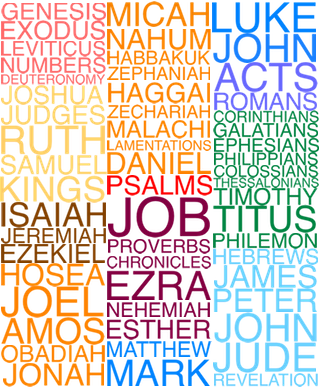 GENESIS
EXODUS
LEVITICUS
NUMBERS
DEUTERONOMY
JOSHUA
JUDGES
RUTH
SAMUEL
KINGS
ISAIAH
JEREMIAH
EZEKIEL
HOSEA
JOEL
AMOS
OBADIAH
JONAH
MICAH
NAHUM
HABBAKUK
ZEPHANIAH
HAGGAI
ZECHARIAH
MALACHI
LAMENTATIONS
DANIEL
PSALMS
JOB
PROVERBS
CHRONICLES
EZRA
NEHEMIAH
ESTHER
MATTHEW
MARK
LUKE
JOHN
ACTS
ROMANS
CORINTHIANS
GALATIANS
EPHESIANS
PHILIPPIANS
COLOSSIANS
THESSALONIANS
TIMOTHY
TITUS
PHILEMON
HEBREWS
JAMES
PETER
JOHN
JUDE
REVELATION